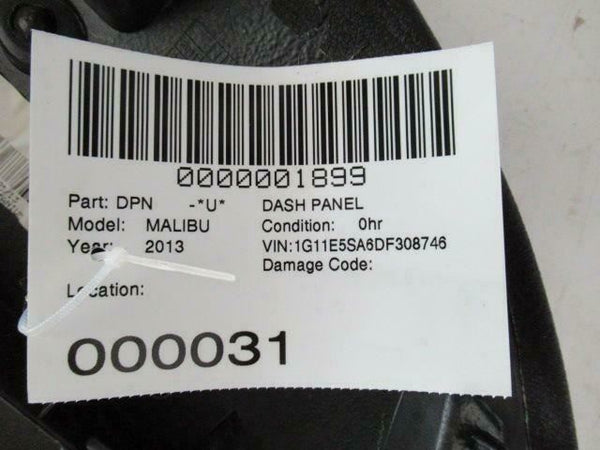 0000001899
Part: DPN -*U* DASH PANEL
Model: MALIBU Condition: 0hr
Year: 2013 VIN:1G11E5SA6DF308746
Damage Code:
Location:
000031